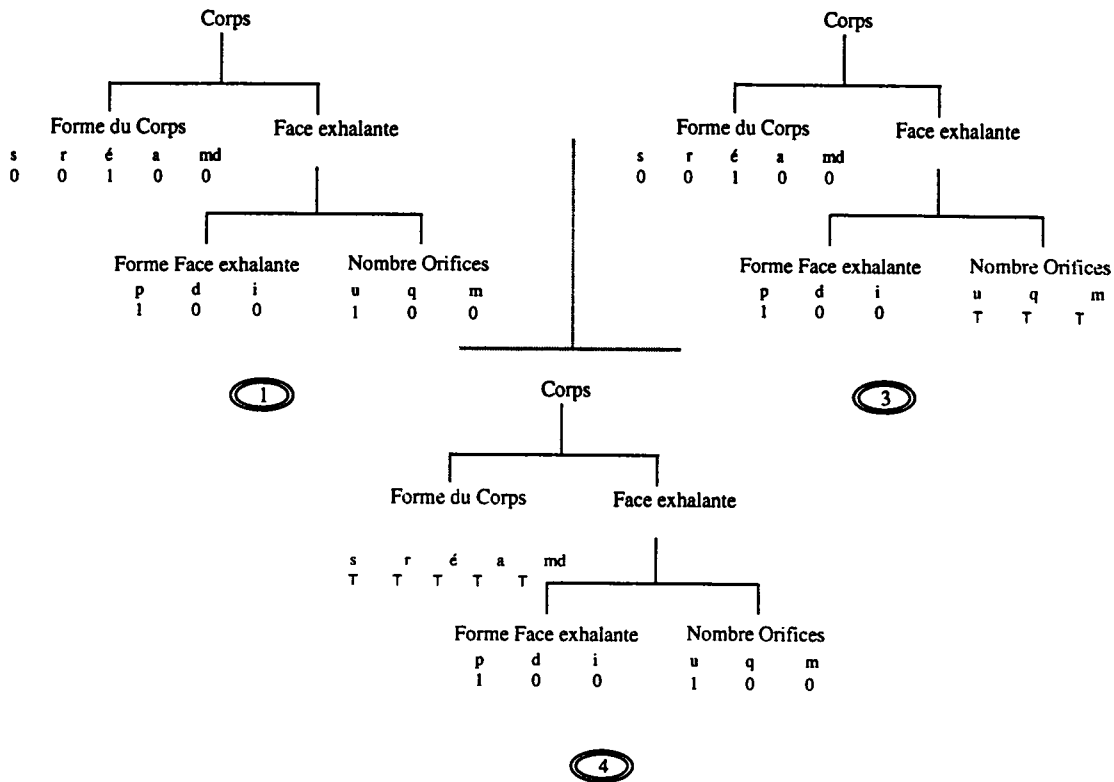 Corps
Forme du Corps Face exhalante
s r é a md
0 0 1 0 0
Forme Face exhalante Nombre Orifices
p d i u q m
1 0 0 1 0 0
1
Corps
Forme du Corps Face exhalante
s r é a md
0 0 1 0 0
Forme Face exhalante Nombre Orifices
p d i u q m
1 0 0 T T T
3
Corps
Forme du Corps Face exhalante
s r é a md
T T T T T
Forme Face exhalante Nombre Orifices
p d i u q m
1 0 0 1 0 0
4